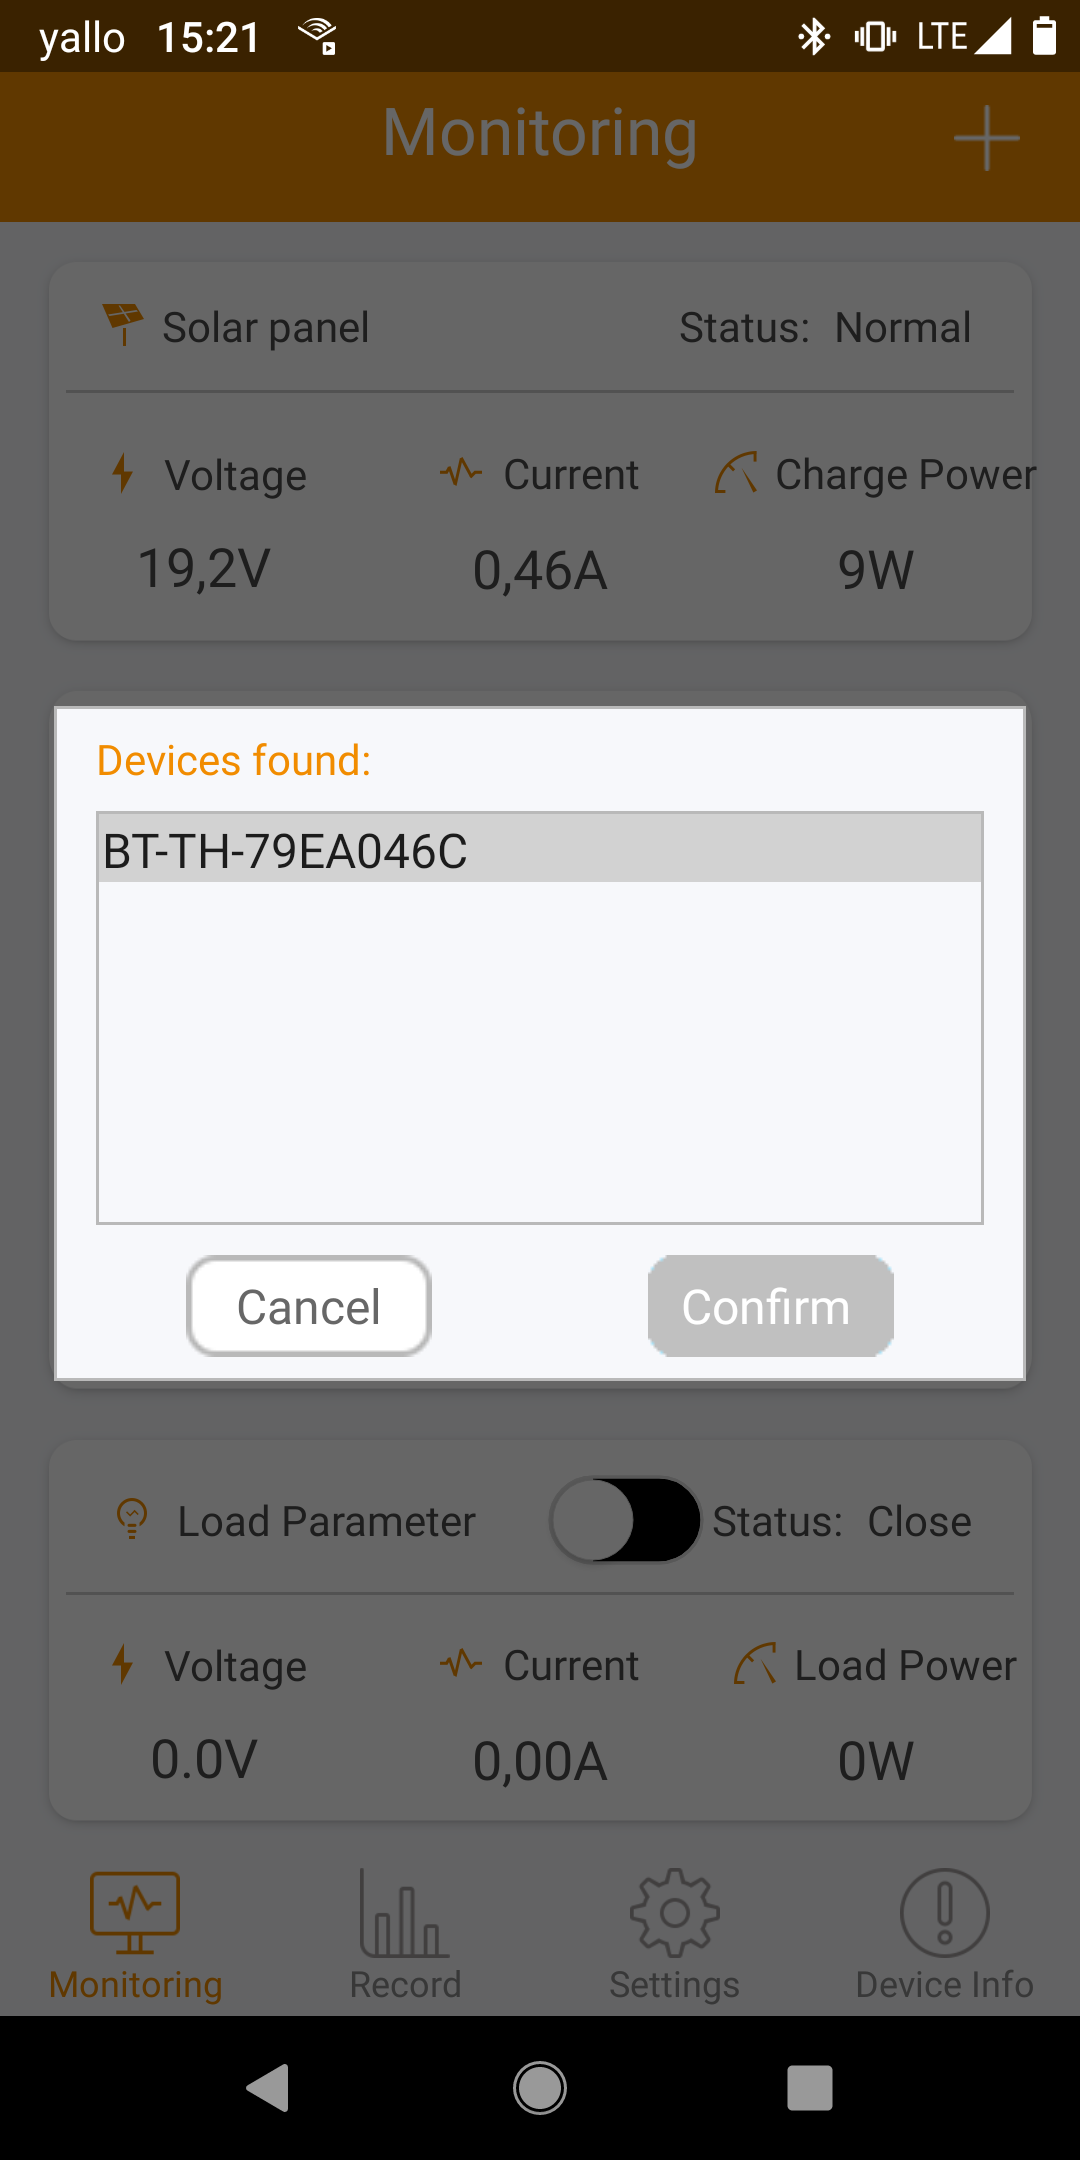 yallo 15:21 LTE
Monitoring
Solar panel Status: Normal
Voltage Current Charge Power
19,2V 0,46A 9W
Devices found:
BT-TH-79EA046C
Cancel Confirm
Load Parameter Status: Close
Voltage Current Load Power
0.0V 0,00A 0W
Monitoring Record Settings Device Info